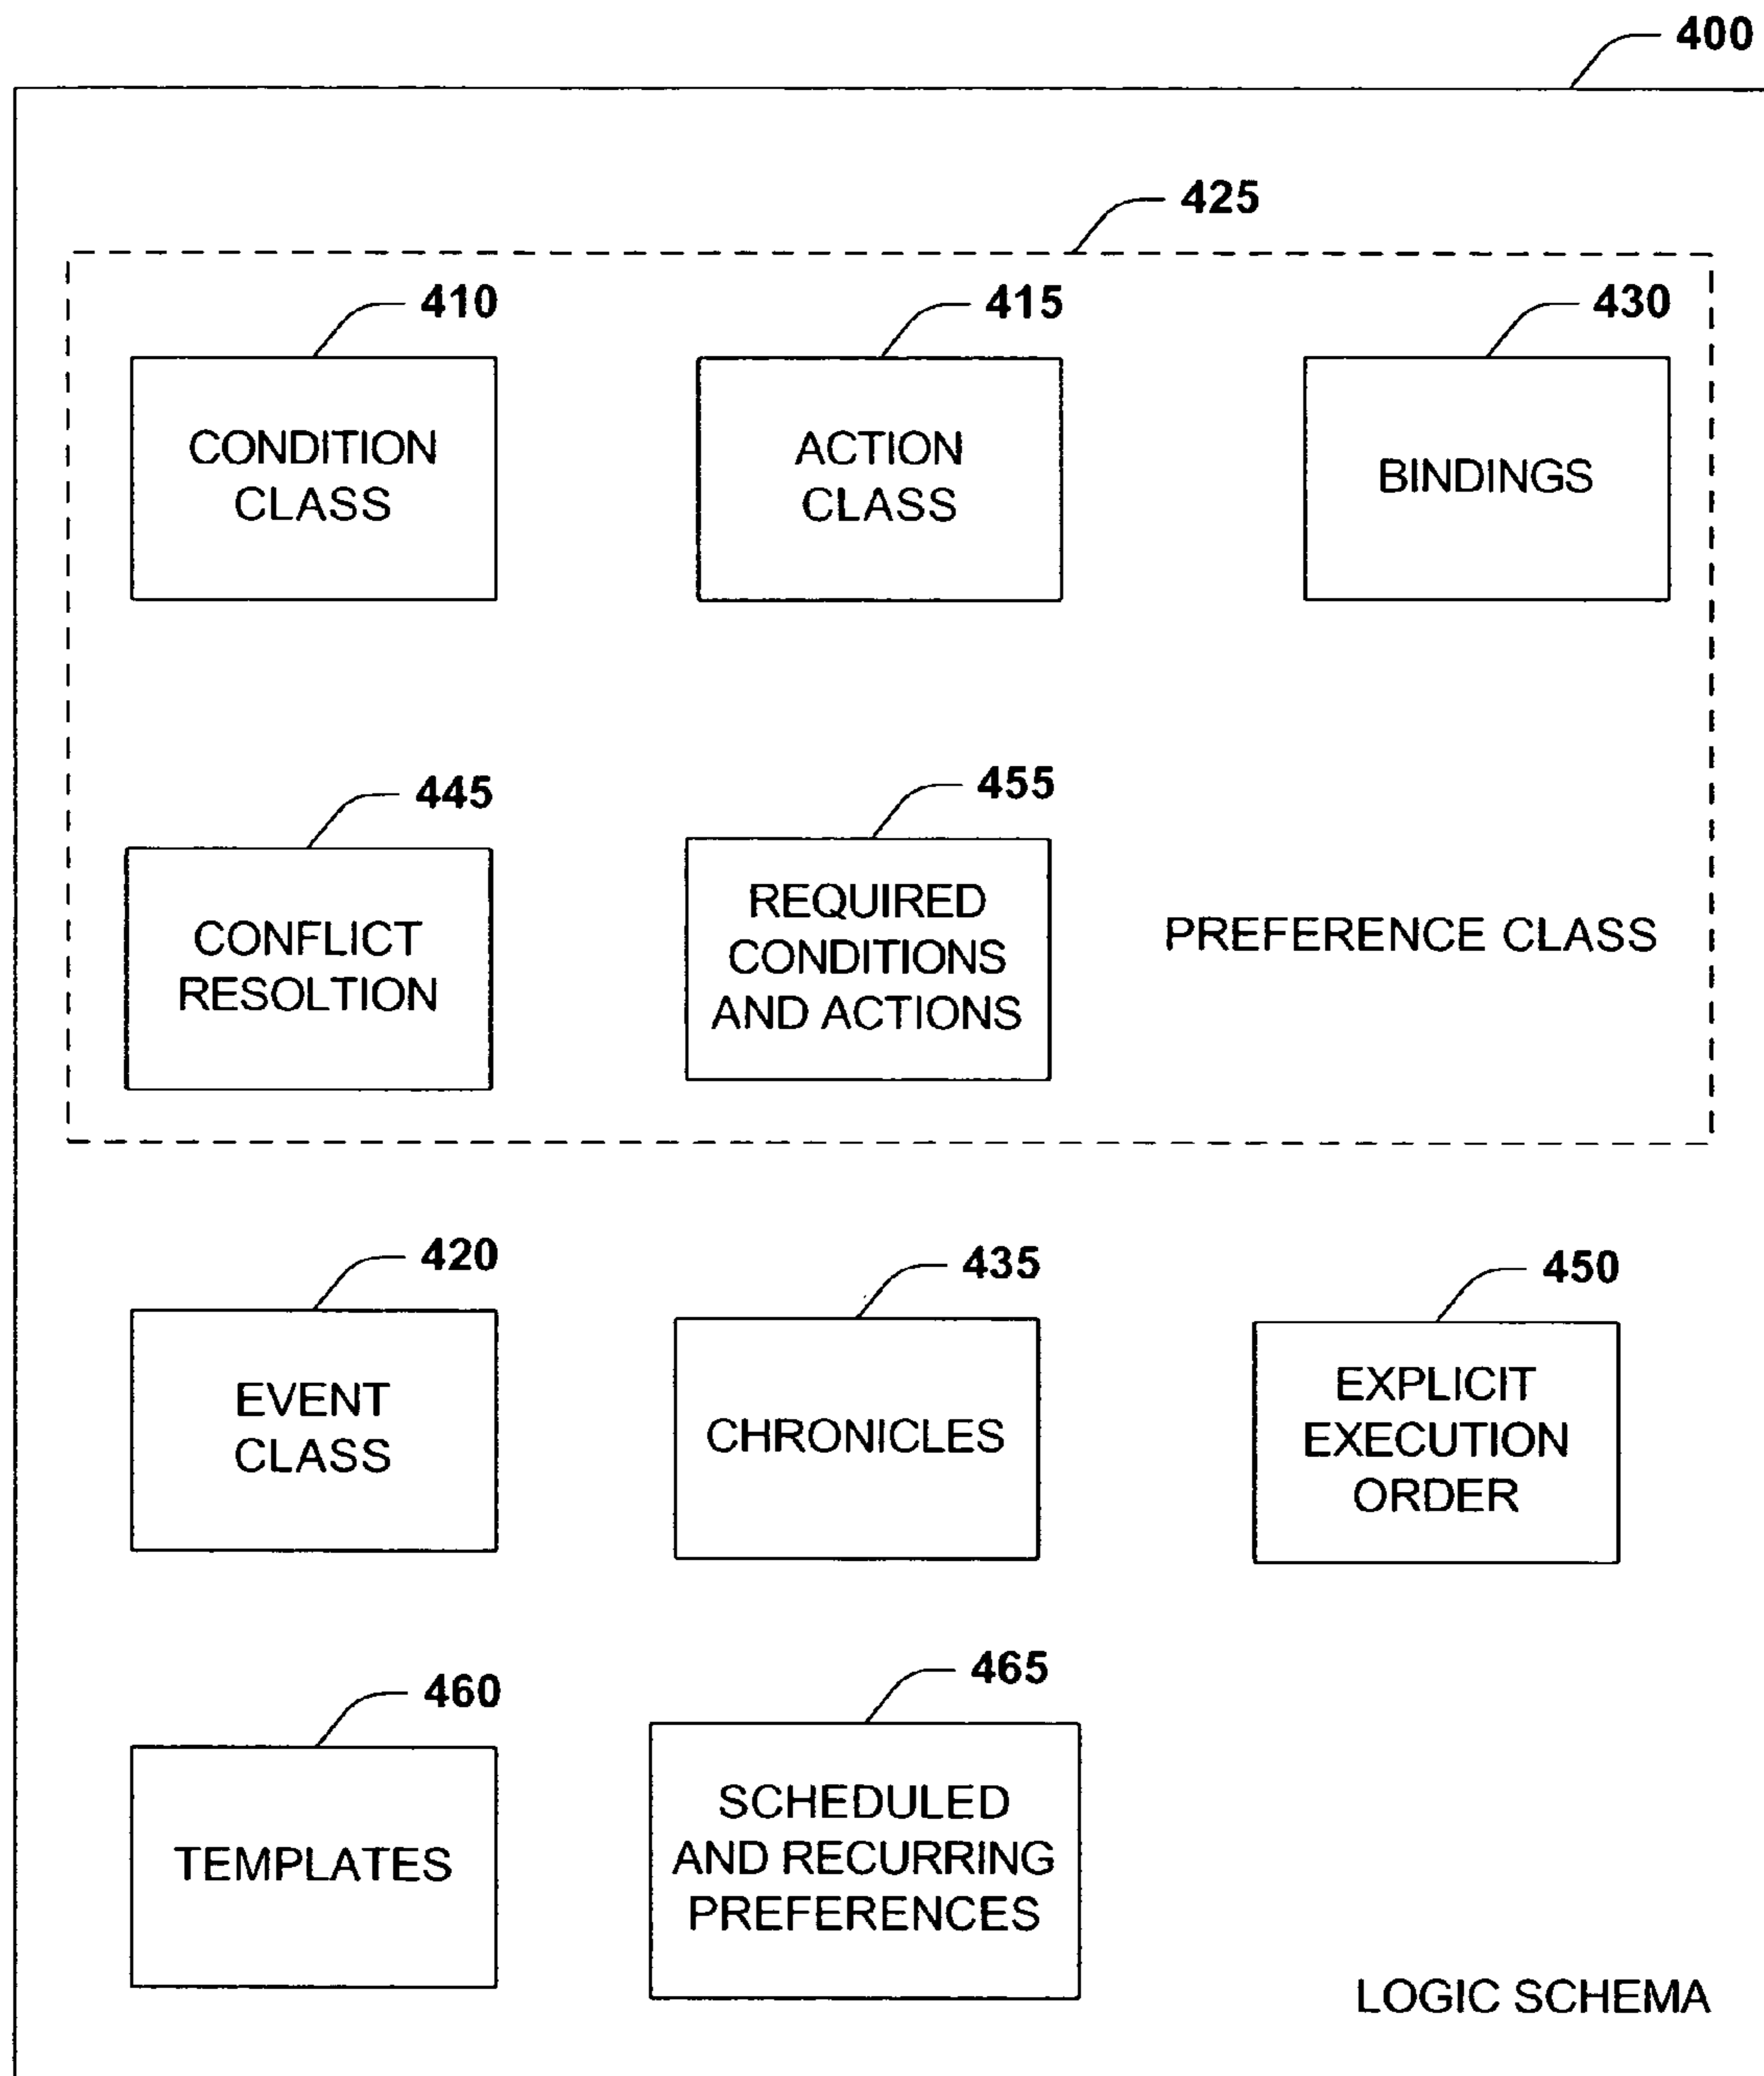 400
425
410
415
430
CONDITION
CLASS
ACTION
CLASS
BINDINGS
445
455
CONFLICT
RESOLTION
REQUIRED
CONDITIONS
AND ACTIONS
PREFERENCE CLASS
420
435
450
EVENT
CLASS
CHRONICLES
EXPLICIT
EXECUTION
ORDER
460
465
TEMPLATES
SCHEDULED
AND RECURRING
PREFERENCES
LOGIC SCHEMA